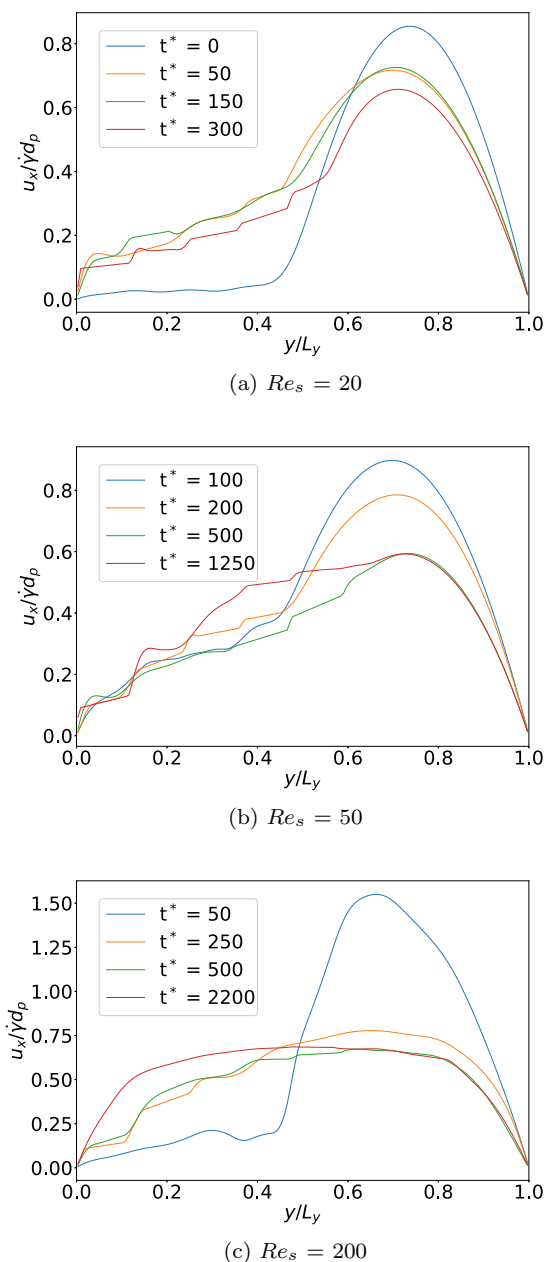 0.8
0.6
0.4
0.2
0.0
u_x/γ̇d_p
t* = 0
t* = 50
t* = 150
t* = 300
0.0 0.2 0.4 0.6 0.8 1.0
y/L_y
(a) Re_s = 20
0.8
0.6
0.4
0.2
0.0
u_x/γ̇d_p
t* = 100
t* = 200
t* = 500
t* = 1250
0.0 0.2 0.4 0.6 0.8 1.0
y/L_y
(b) Re_s = 50
1.50
1.25
1.00
0.75
0.50
0.25
0.00
u_x/γ̇d_p
t* = 50
t* = 250
t* = 500
t* = 2200
0.0 0.2 0.4 0.6 0.8 1.0
y/L_y
(c) Re_s = 200